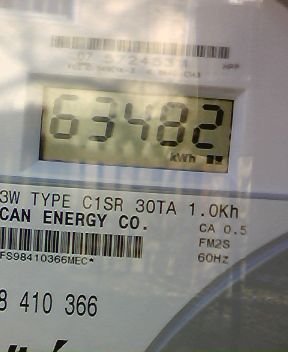 63482
kWh
3W TYPE C1SR 30TA 1.0Kh
CAN ENERGY CO.
CA 0.5
FM2S
FS98410366MEC*
60Hz
8 410 366